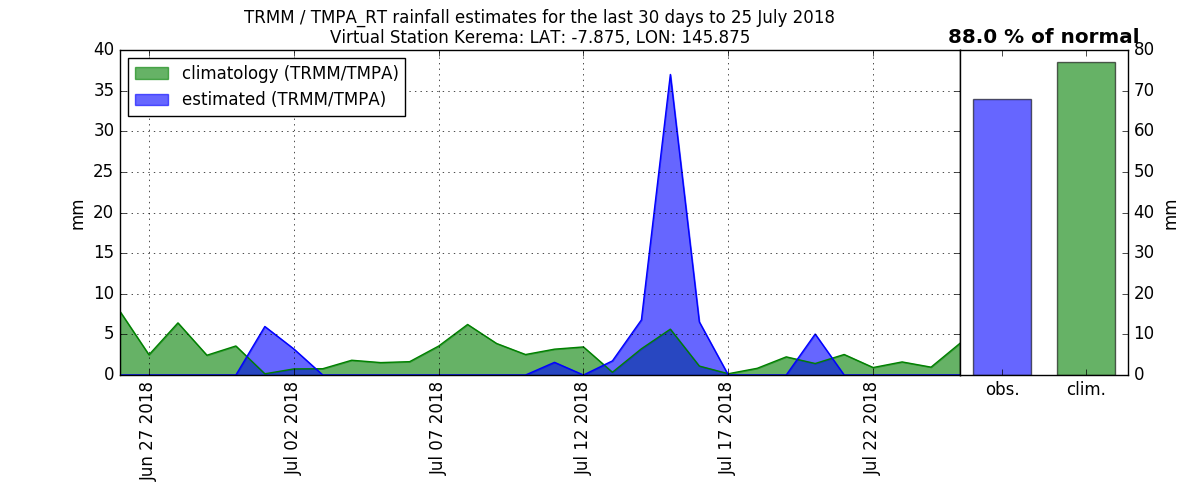 TRMM / TMPA_RT rainfall estimates for the last 30 days to 25 July 2018
Virtual Station Kerema: LAT: -7.875, LON: 145.875
88.0 % of normal
climatology (TRMM/TMPA)
estimated (TRMM/TMPA)
40
35
30
25
20
15
10
5
0
mm
Jun 27 2018
Jul 02 2018
Jul 07 2018
Jul 12 2018
Jul 17 2018
Jul 22 2018
obs.
clim.
80
70
60
50
40
30
20
10
0
mm